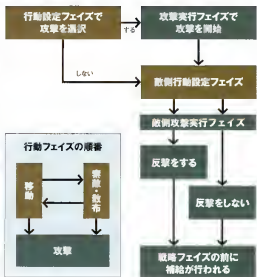 行動設定フェイズで
攻撃を選択
する
攻撃実行フェイズで
攻撃を開始
しない
敵側行動設定フェイズ
敵側攻撃実行フェイズ
反撃をする
反撃をしない
戦略フェイズの前に
補給が行われる
行動フェイズの順番
移動
索敵・散布
攻撃